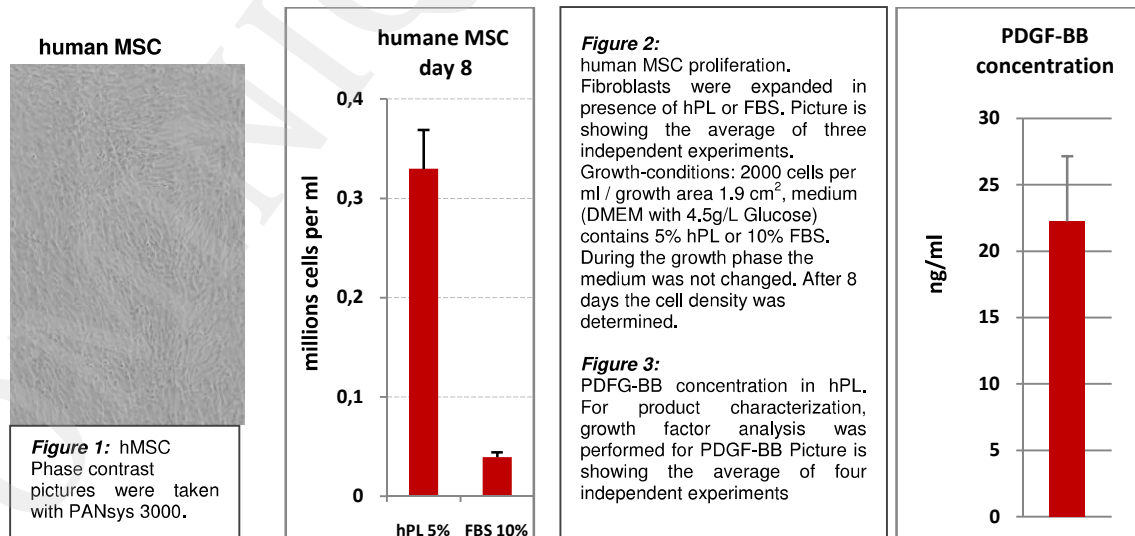 human MSC
Figure 1: hMSC
Phase contrast
pictures were taken
with PANsys 3000.
humane MSC
day 8
millions cells per ml
0,4
0,3
0,2
0,1
0
hPL 5% FBS 10%
Figure 2:
human MSC proliferation.
Fibroblasts were expanded in
presence of hPL or FBS. Picture is
showing the average of three
independent experiments.
Growth-conditions: 2000 cells per
ml / growth area 1.9 cm², medium
(DMEM with 4.5g/L Glucose)
contains 5% hPL or 10% FBS.
During the growth phase the
medium was not changed. After 8
days the cell density was
determined.
Figure 3:
PDFG-BB concentration in hPL.
For product characterization,
growth factor analysis was
performed for PDGF-BB Picture is
showing the average of four
independent experiments
PDGF-BB
concentration
ng/ml
30
25
20
15
10
5
0